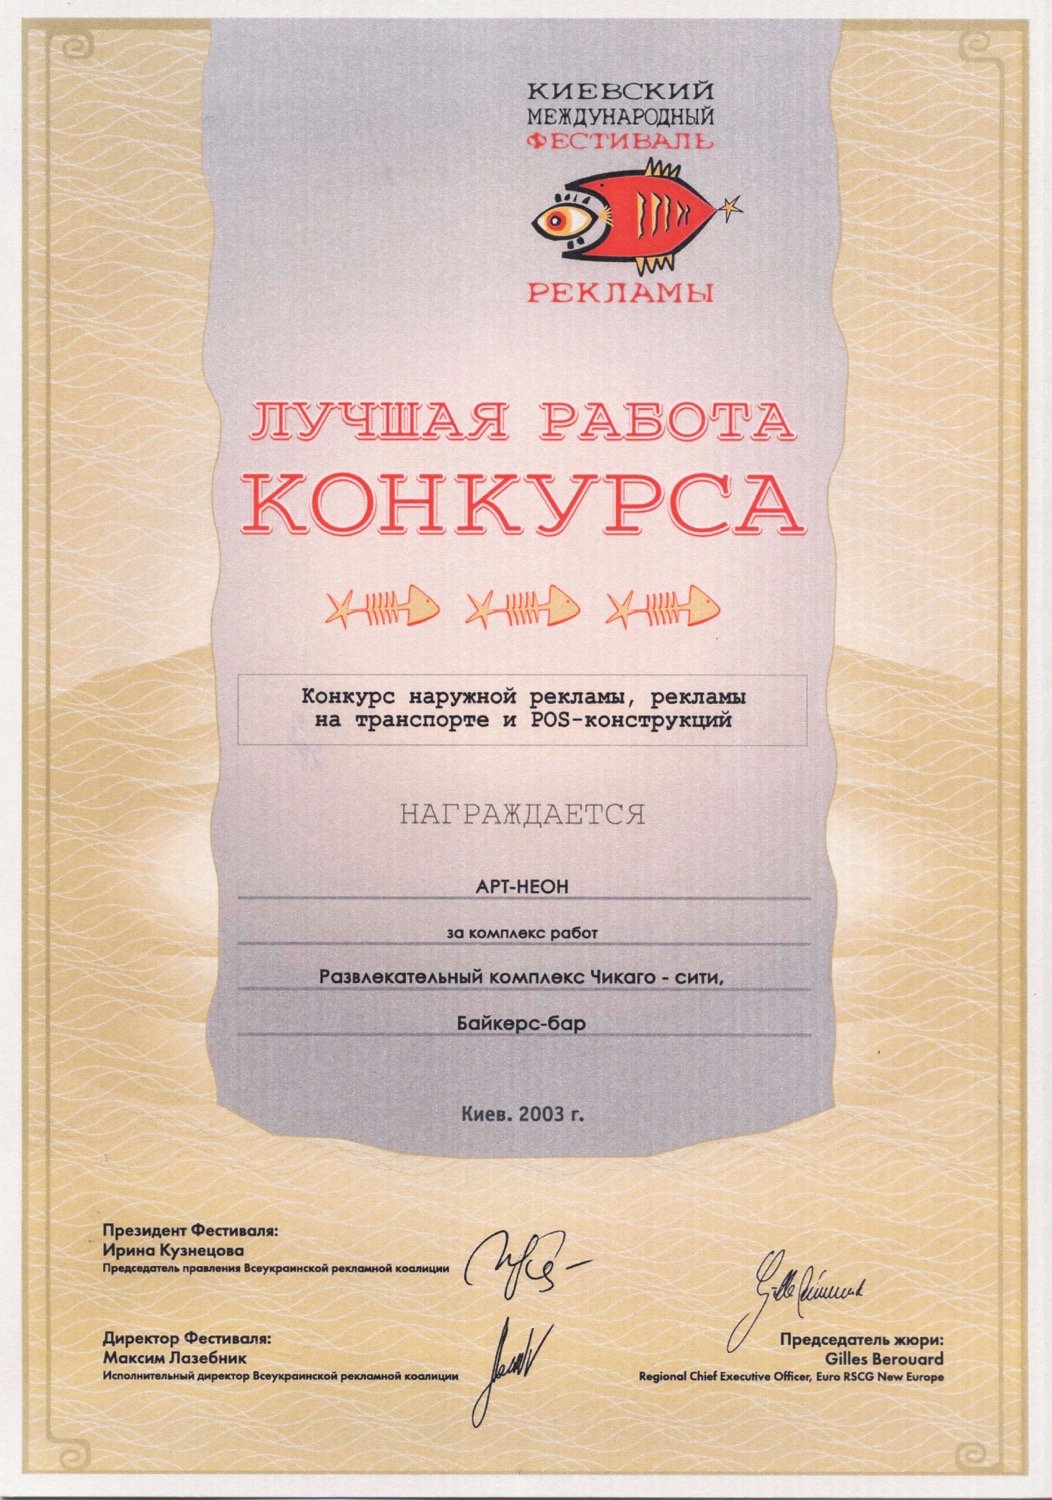 КИЕВСКИЙ
МЕЖДУНАРОДНЫЙ
ФЕСТИВАЛЬ
РЕКЛАМЫ
ЛУЧШАЯ РАБОТА
КОНКУРСА
Конкурс наружной рекламы, рекламы
на транспорте и POS-конструкций
НАГРАЖДАЕТСЯ
АРТ-НЕОН
за комплекс работ
Развлекательный комплекс Чикаго - сити,
Байкерс-бар
Киев. 2003 г.
Президент Фестиваля:
Ирина Кузнецова
Председатель правления Всеукраинской рекламной коалиции
Директор Фестиваля:
Максим Лазебник
Исполнительный директор Всеукраинской рекламной коалиции
Председатель жюри:
Gilles Berouard
Regional Chief Executive Officer, Euro RSCG New Europe